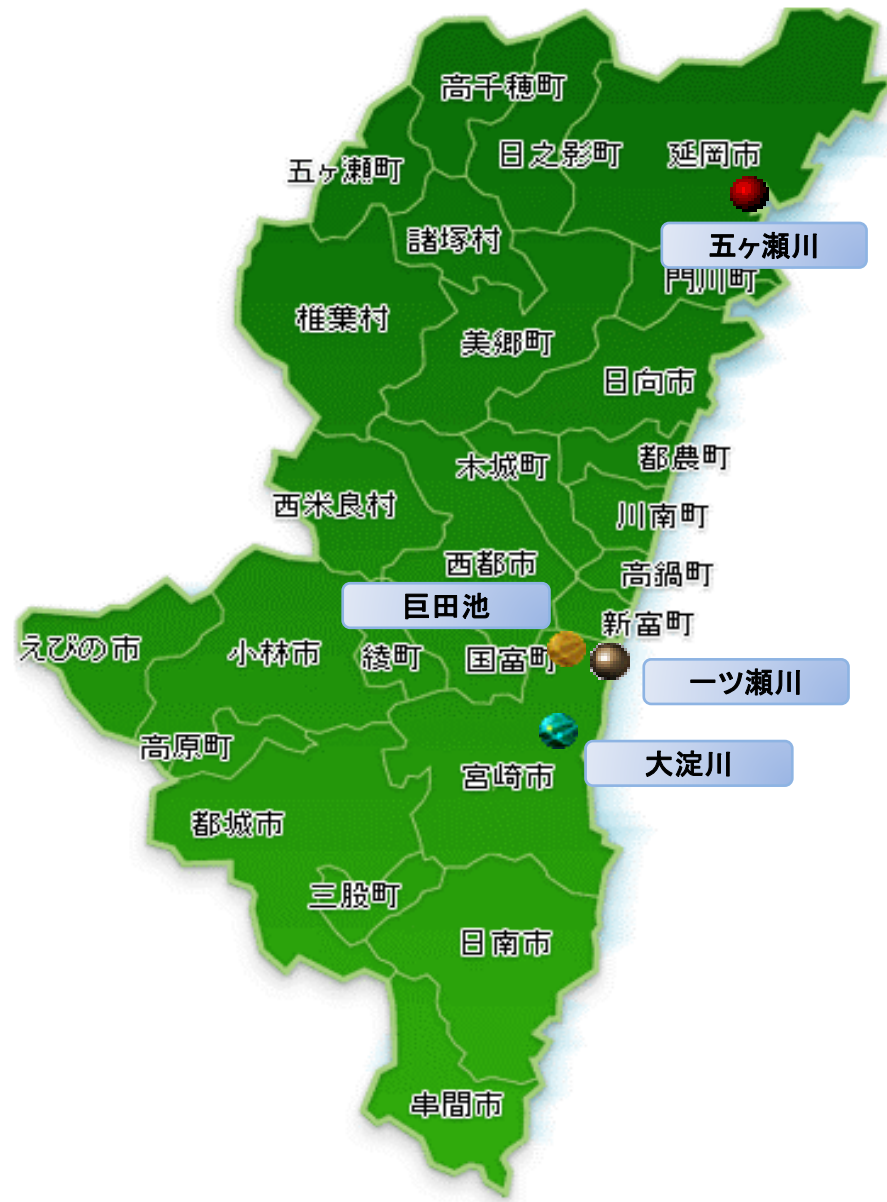 高千穂町
日之影町
延岡市
五ヶ瀬町
諸塚村
五ヶ瀬川
門川町
椎葉村
美郷町
日向市
都農町
木城町
西米良村
川南町
西都市
高鍋町
巨田池
新富町
えびの市
小林市
綾町
国富町
一ツ瀬川
高原町
大淀川
宮崎市
都城市
三股町
日南市
串間市